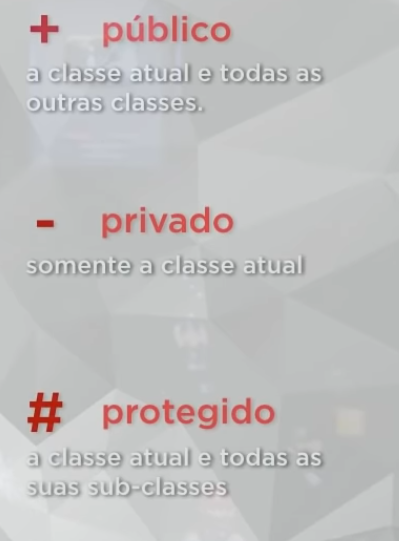 + público
a classe atual e todas as
outras classes.
- privado
somente a classe atual
# protegido
a classe atual e todas as
suas sub-classes